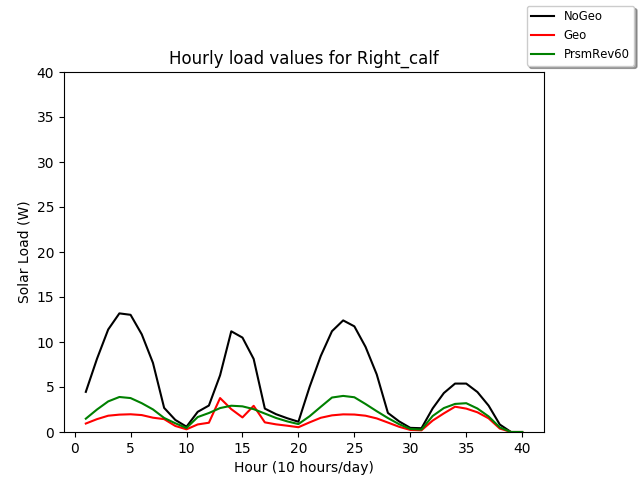 NoGeo
Geo
PrsmRev60
Hourly load values for Right_calf
40
35
30
25
20
15
10
5
0
Solar Load (W)
0 5 10 15 20 25 30 35 40
Hour (10 hours/day)